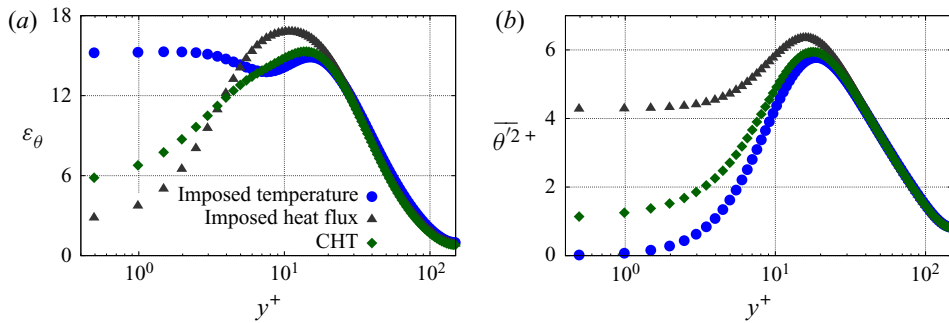 (a)
18
12
ε_θ
6
0
Imposed temperature
Imposed heat flux
CHT
10^0
10^1
10^2
y^+
(b)
6
4
θ'^2 +
2
0
10^0
10^1
10^2
y^+